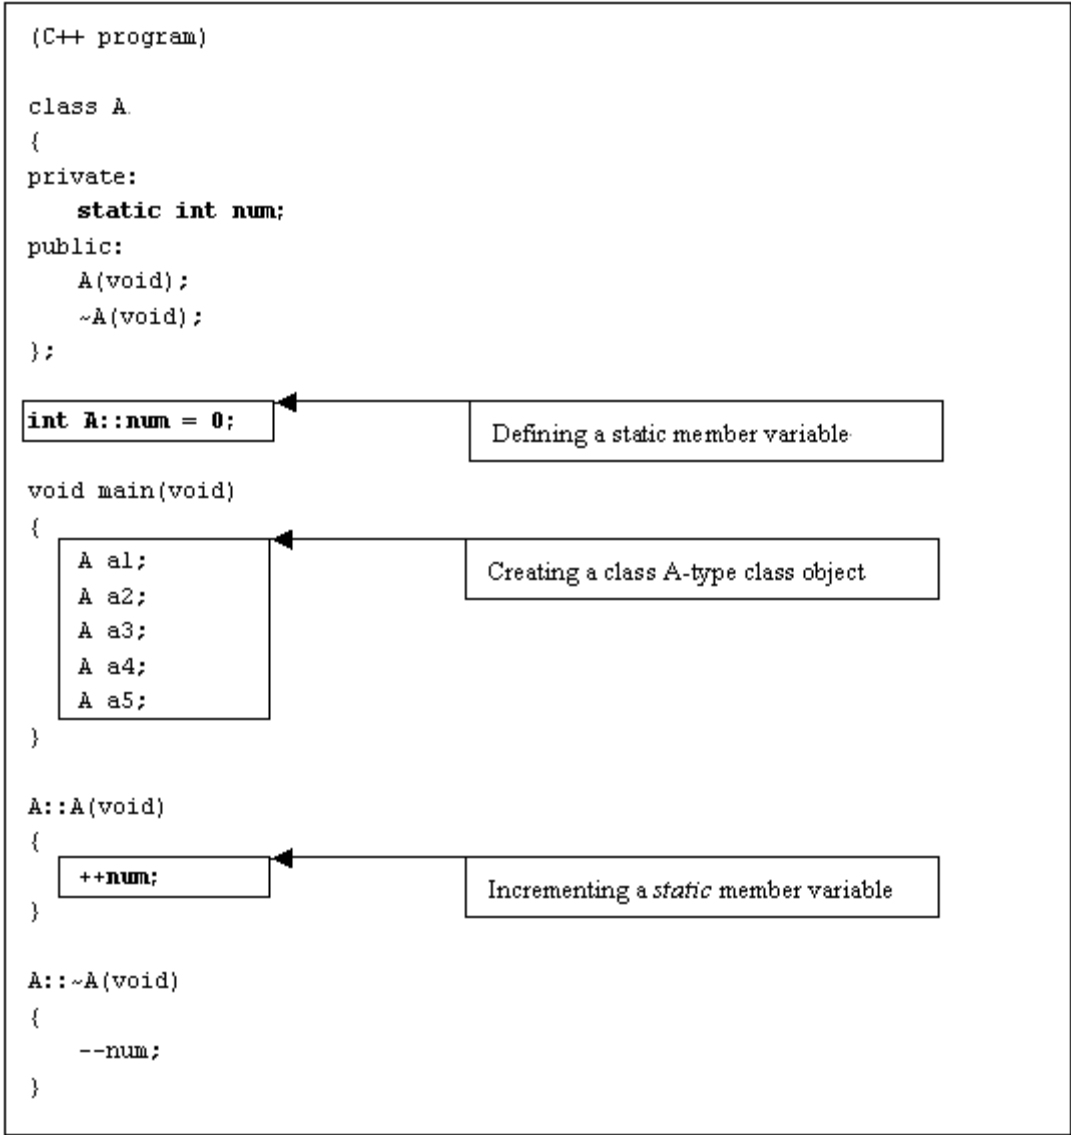 (C++ program)
class A
{
private:
static int num;
public:
A(void);
~A(void);
};
int A::num = 0;
Defining a static member variable
void main(void)
{
A a1;
Creating a class A-type class object
A a2;
A a3;
A a4;
A a5;
}
A::A(void)
{
++num;
Incrementing a static member variable
}
A::~A(void)
{
--num;
}